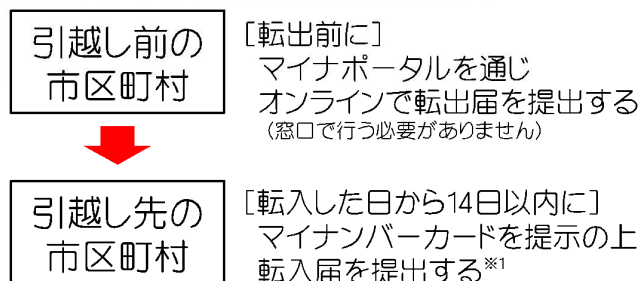 引越し前の
市区町村
[転出前に]
マイナポータルを通じ
オンラインで転出届を提出する
（窓口で行う必要がありません）
引越し先の
市区町村
[転入した日から14日以内に]
マイナンバーカードを提示の上
転入届を提出する※1